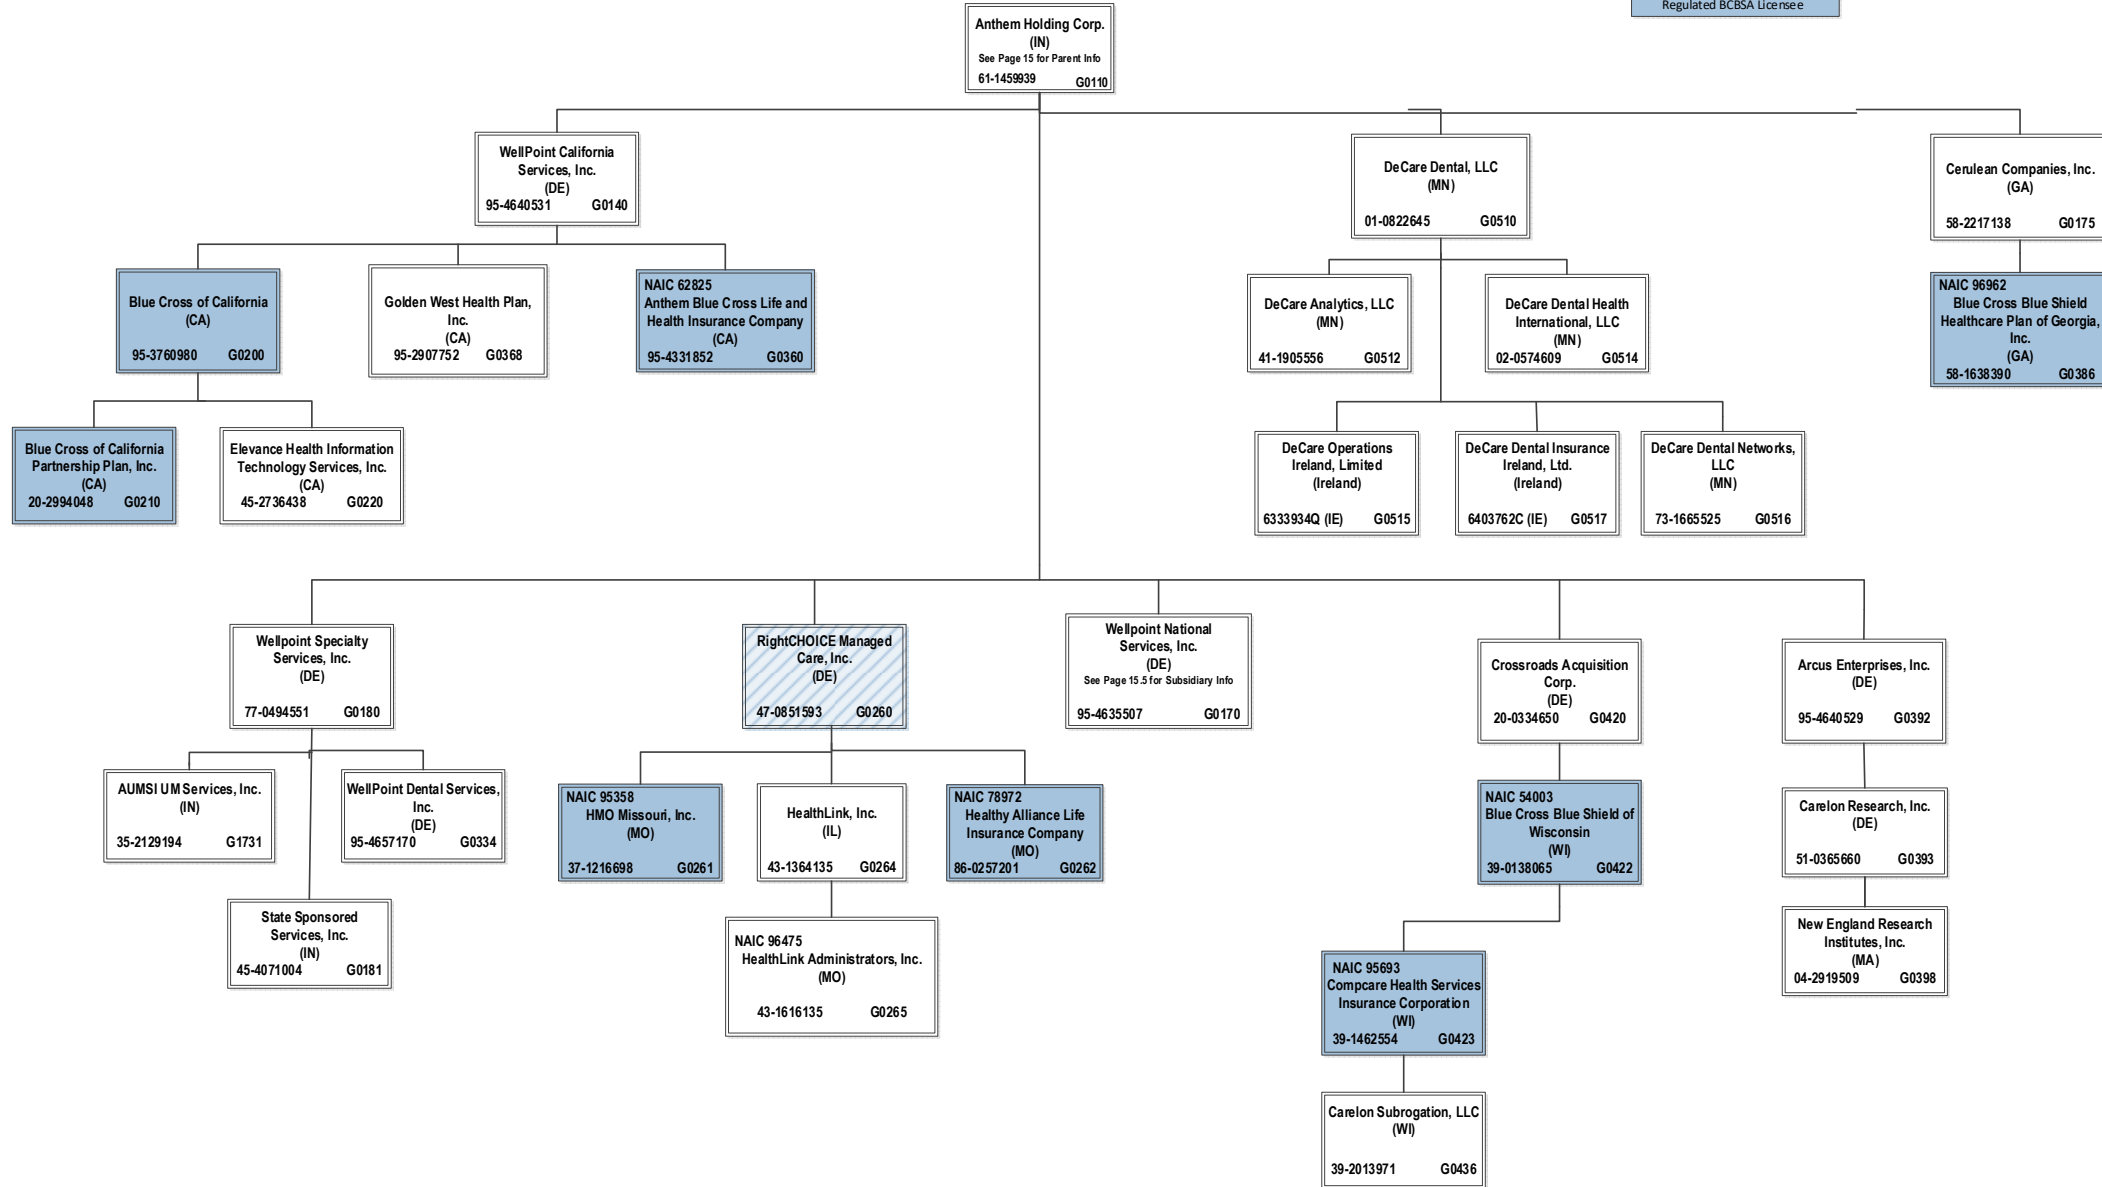 Regulated BCBSA Licensee
Anthem Holding Corp.
(IN)
See Page 15 for Parent Info
61-1459939 G0110
WellPoint California
Services, Inc.
(DE)
95-4640531 G0140
DeCare Dental, LLC
(MN)
01-0822645 G0510
Cerulean Companies, Inc.
(GA)
58-2217138 G0175
Blue Cross of California
(CA)
95-3760980 G0200
Golden West Health Plan,
Inc.
(CA)
95-2907752 G0368
NAIC 62825
Anthem Blue Cross Life and
Health Insurance Company
(CA)
95-4331852 G0360
DeCare Analytics, LLC
(MN)
41-1905556 G0512
DeCare Dental Health
International, LLC
(MN)
02-0574609 G0514
NAIC 96962
Blue Cross Blue Shield
Healthcare Plan of Georgia,
Inc.
(GA)
58-1638390 G0386
Blue Cross of California
Partnership Plan, Inc.
(CA)
20-2994048 G0210
Elevance Health Information
Technology Services, Inc.
(CA)
45-2736438 G0220
DeCare Operations
Ireland, Limited
(Ireland)
6333934Q (IE) G0515
DeCare Dental Insurance
Ireland, Ltd.
(Ireland)
6403762C (IE) G0517
DeCare Dental Networks,
LLC
(MN)
73-1665525 G0516
Wellpoint Specialty
Services, Inc.
(DE)
77-0494551 G0180
RightCHOICE Managed
Care, Inc.
(DE)
47-0851593 G0260
Wellpoint National
Services, Inc.
(DE)
See Page 15.5 for Subsidiary Info
95-4635507 G0170
Crossroads Acquisition
Corp.
(DE)
20-0334650 G0420
Arcus Enterprises, Inc.
(DE)
95-4640529 G0392
AUMSI UM Services, Inc.
(IN)
35-2129194 G1731
WellPoint Dental Services,
Inc.
(DE)
95-4657170 G0334
NAIC 95358
HMO Missouri, Inc.
(MO)
37-1216698 G0261
HealthLink, Inc.
(IL)
43-1364135 G0264
NAIC 78972
Healthy Alliance Life
Insurance Company
(MO)
86-0257201 G0262
NAIC 54003
Blue Cross Blue Shield of
Wisconsin
(WI)
39-0138065 G0422
Carelon Research, Inc.
(DE)
51-0365660 G0393
State Sponsored
Services, Inc.
(IN)
45-4071004 G0181
NAIC 96475
HealthLink Administrators, Inc.
(MO)
43-1616135 G0265
NAIC 95693
Compcare Health Services
Insurance Corporation
(WI)
39-1462554 G0423
New England Research
Institutes, Inc.
(MA)
04-2919509 G0398
Carelon Subrogation, LLC
(WI)
39-2013971 G0436